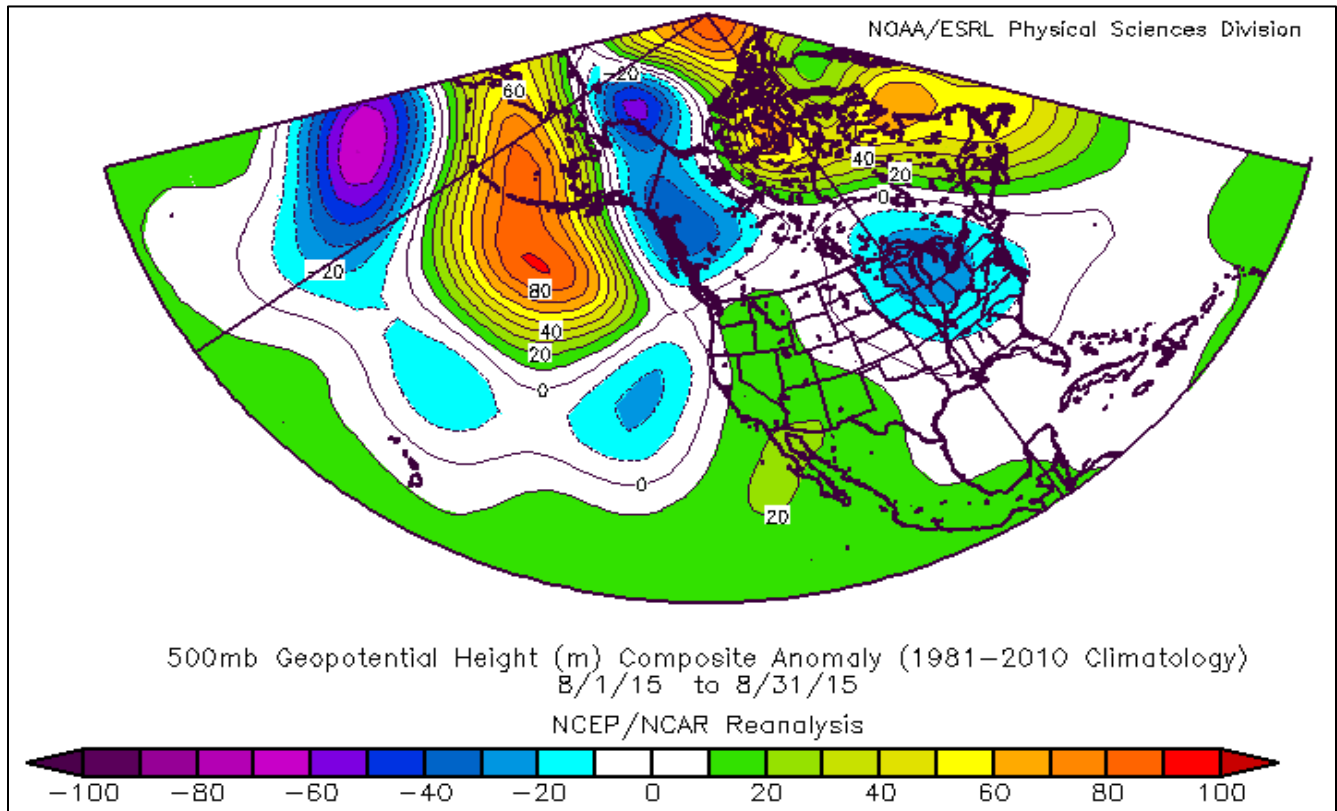 NOAA/ESRL Physical Sciences Division
-20
60
40
20
0
-20
80
40
20
0
0
20
500mb Geopotential Height (m) Composite Anomaly (1981-2010 Climatology)
8/1/15 to 8/31/15
NCEP/NCAR Reanalysis
-100 -80 -60 -40 -20 0 20 40 60 80 100